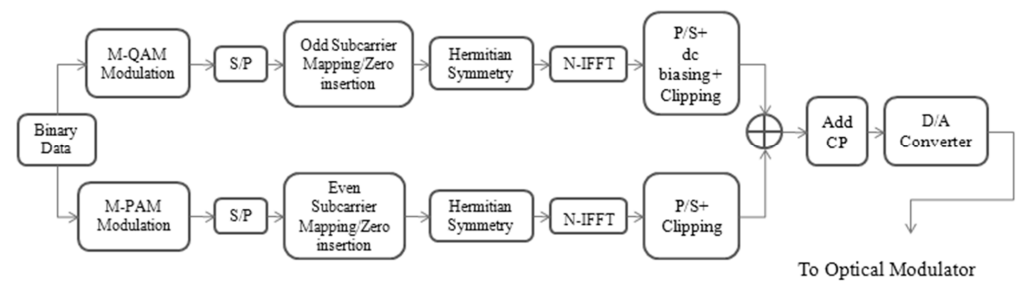 Binary
Data
M-QAM
Modulation
S/P
Odd Subcarrier
Mapping/Zero
insertion
Hermitian
Symmetry
N-IFFT
P/S+
dc
biasing+
Clipping
M-PAM
Modulation
S/P
Even
Subcarrier
Mapping/Zero
insertion
Hermitian
Symmetry
N-IFFT
P/S+
Clipping
Add
CP
D/A
Converter
To Optical Modulator